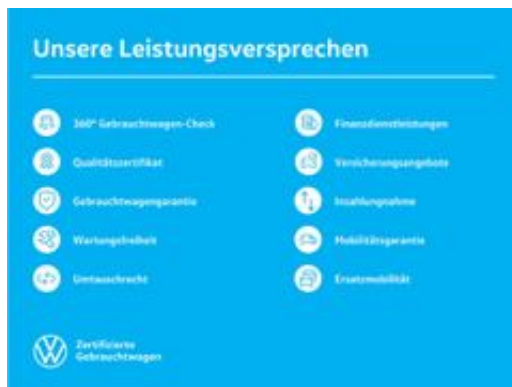 Unsere Leistungsversprechen
360° Gebrauchtwagen-Check
Qualitätszertifikat
Gebrauchtwagengarantie
Wartungsfreiheit
Umtauschrecht
Finanzdienstleistungen
Versicherungsangebote
Inzahlungnahme
Mobilitätsgarantie
Ersatzmobilität
Zertifizierte
Gebrauchtwagen